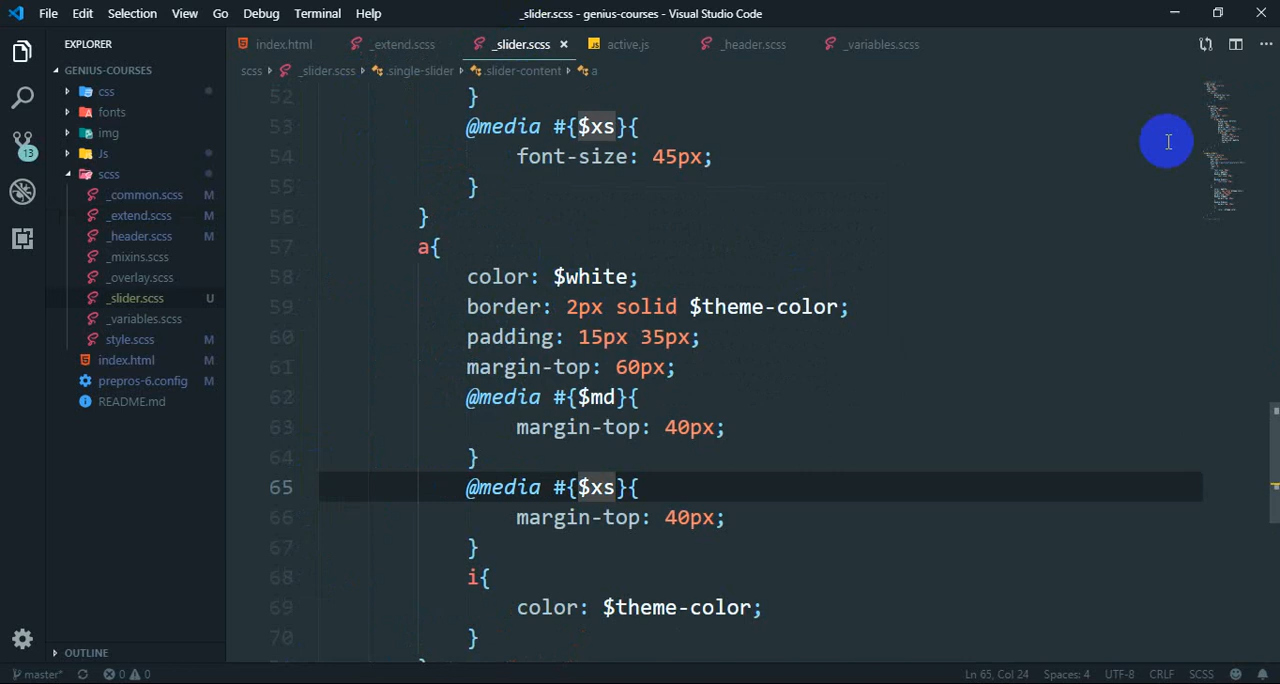 File Edit Selection View Go Debug Terminal Help _slider.scss - genius-courses - Visual Studio Code
EXPLORER
GENIUS-COURSES
css
fonts
img
Js
scss
_common.scss M
_extend.scss M
_header.scss M
_mixins.scss
_overlay.scss
_slider.scss U
_variables.scss
style.scss M
index.html M
prepros-6.config M
README.md
OUTLINE
13
index.html _extend.scss _slider.scss × JS active.js _header.scss _variables.scss
scss _slider.scss .single-slider .slider-content a
52 }
53 @media #{$xs}{
54 font-size: 45px;
55 }
56 }
57 a{
58 color: $white;
59 border: 2px solid $theme-color;
60 padding: 15px 35px;
61 margin-top: 60px;
62 @media #{$md}{
63 margin-top: 40px;
64 }
65 @media #{$xs}{
66 margin-top: 40px;
67 }
68 i{
69 color: $theme-color;
70 }
master* 0 0 Ln 65, Col 24 Spaces: 4 UTF-8 CRLF SCSS